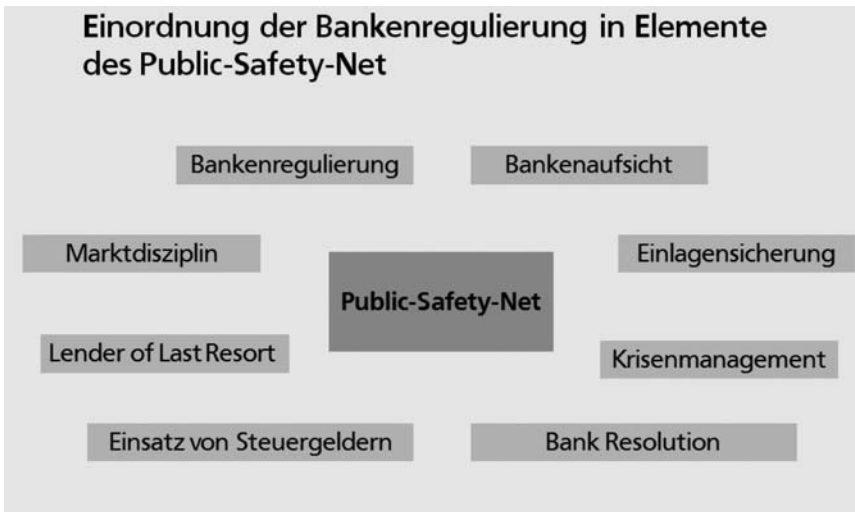 Einordnung der Bankenregulierung in Elemente
des Public-Safety-Net
Bankenregulierung
Bankenaufsicht
Marktdisziplin
Einlagensicherung
Public-Safety-Net
Lender of Last Resort
Krisenmanagement
Einsatz von Steuergeldern
Bank Resolution